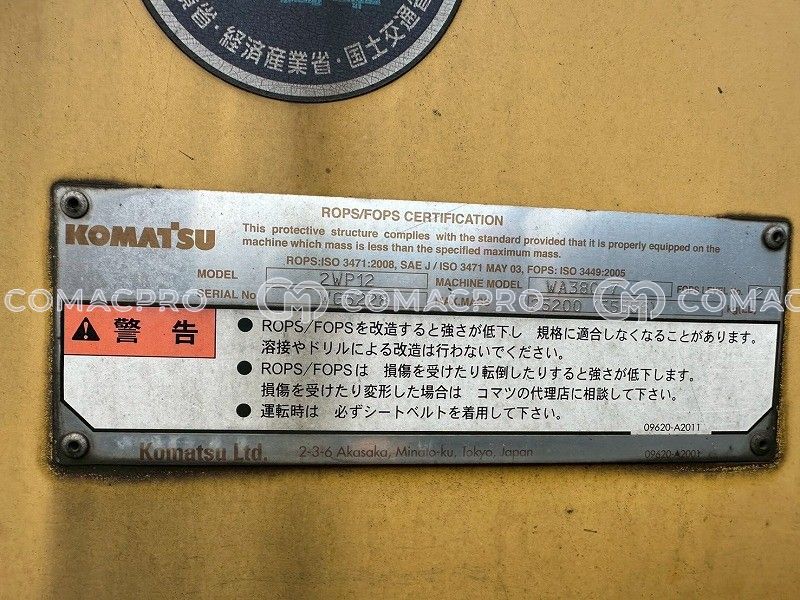 省・経済産業省・国土交通省
ROPS/FOPS CERTIFICATION
KOMATSU
This protective structure complies with the standard provided that it is properly equipped on the
machine which mass is less than the specified maximum mass.
ROPS:ISO 3471:2008, SAE J / ISO 3471 MAY 03, FOPS: ISO 3449:2005
MODEL 2WP12 MACHINE MODEL FOPS LEVEL 2
SERIAL No
COMACPRO COMACPRO COMACPRO
警告
● ROPS/FOPSを改造すると強さが低下し 規格に適合しなくなることがあります。
溶接やドリルによる改造は行わないでください。
● ROPS/FOPSは 損傷を受けたり転倒したりすると強さが低下します。
損傷を受けたり変形した場合は コマツの代理店に相談して下さい。
● 運転時は 必ずシートベルトを着用して下さい。
09620-A2011
Komatsu Ltd. 2-3-6 Akasaka, Minato-ku, Tokyo, Japan
09620-A2001